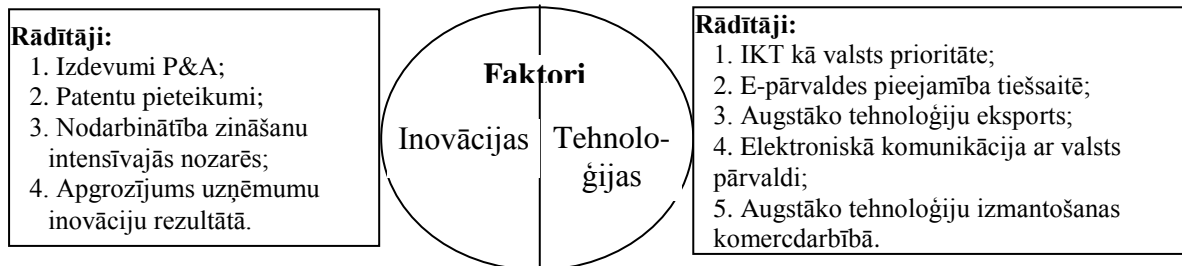 Rādītāji:
1. Izdevumi P&A;
2. Patentu pieteikumi;
3. Nodarbinātība zināšanu
intensīvajās nozarēs;
4. Apgrozījums uzņēmumu
inovāciju rezultātā.
Faktori
Inovācijas
Tehnolo-
ģijas
Rādītāji:
1. IKT kā valsts prioritāte;
2. E-pārvaldes pieejamība tiešsaitē;
3. Augstāko tehnoloģiju eksports;
4. Elektroniskā komunikācija ar valsts
pārvaldi;
5. Augstāko tehnoloģiju izmantošanas
komercdarbībā.